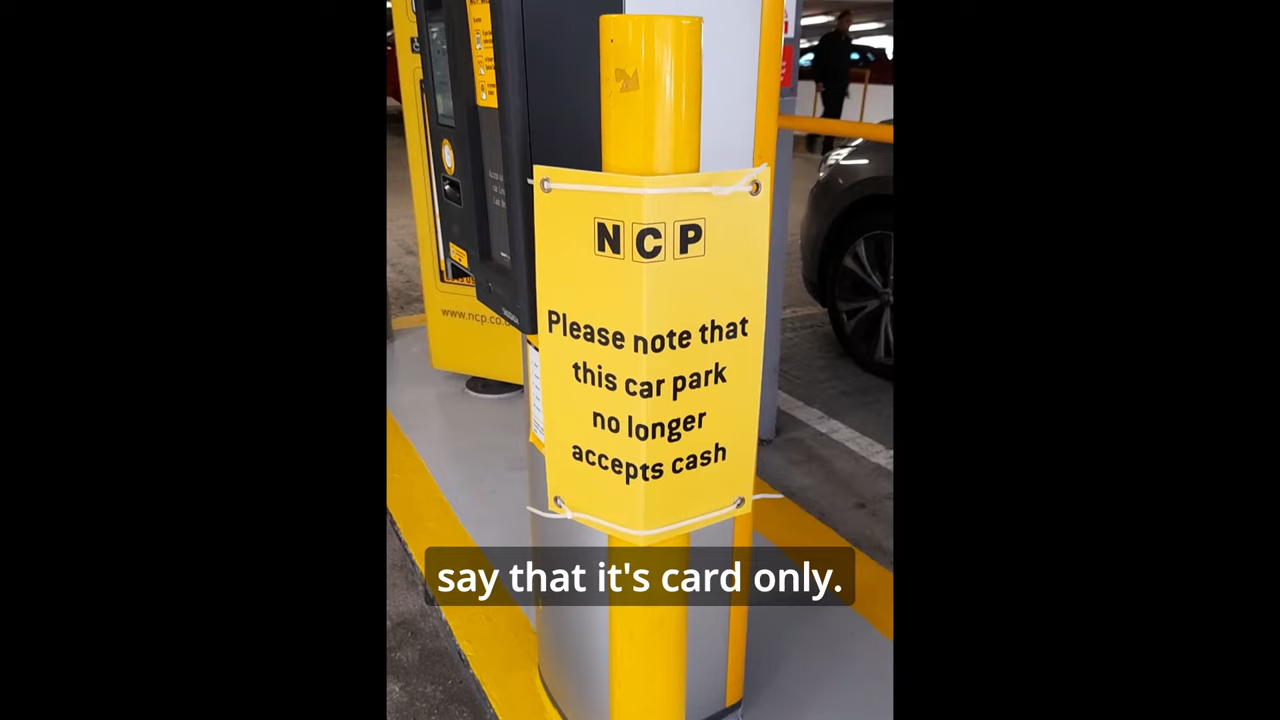 NCP
Please note that
this car park
no longer
accepts cash
www.ncp.co.u
say that it's card only.